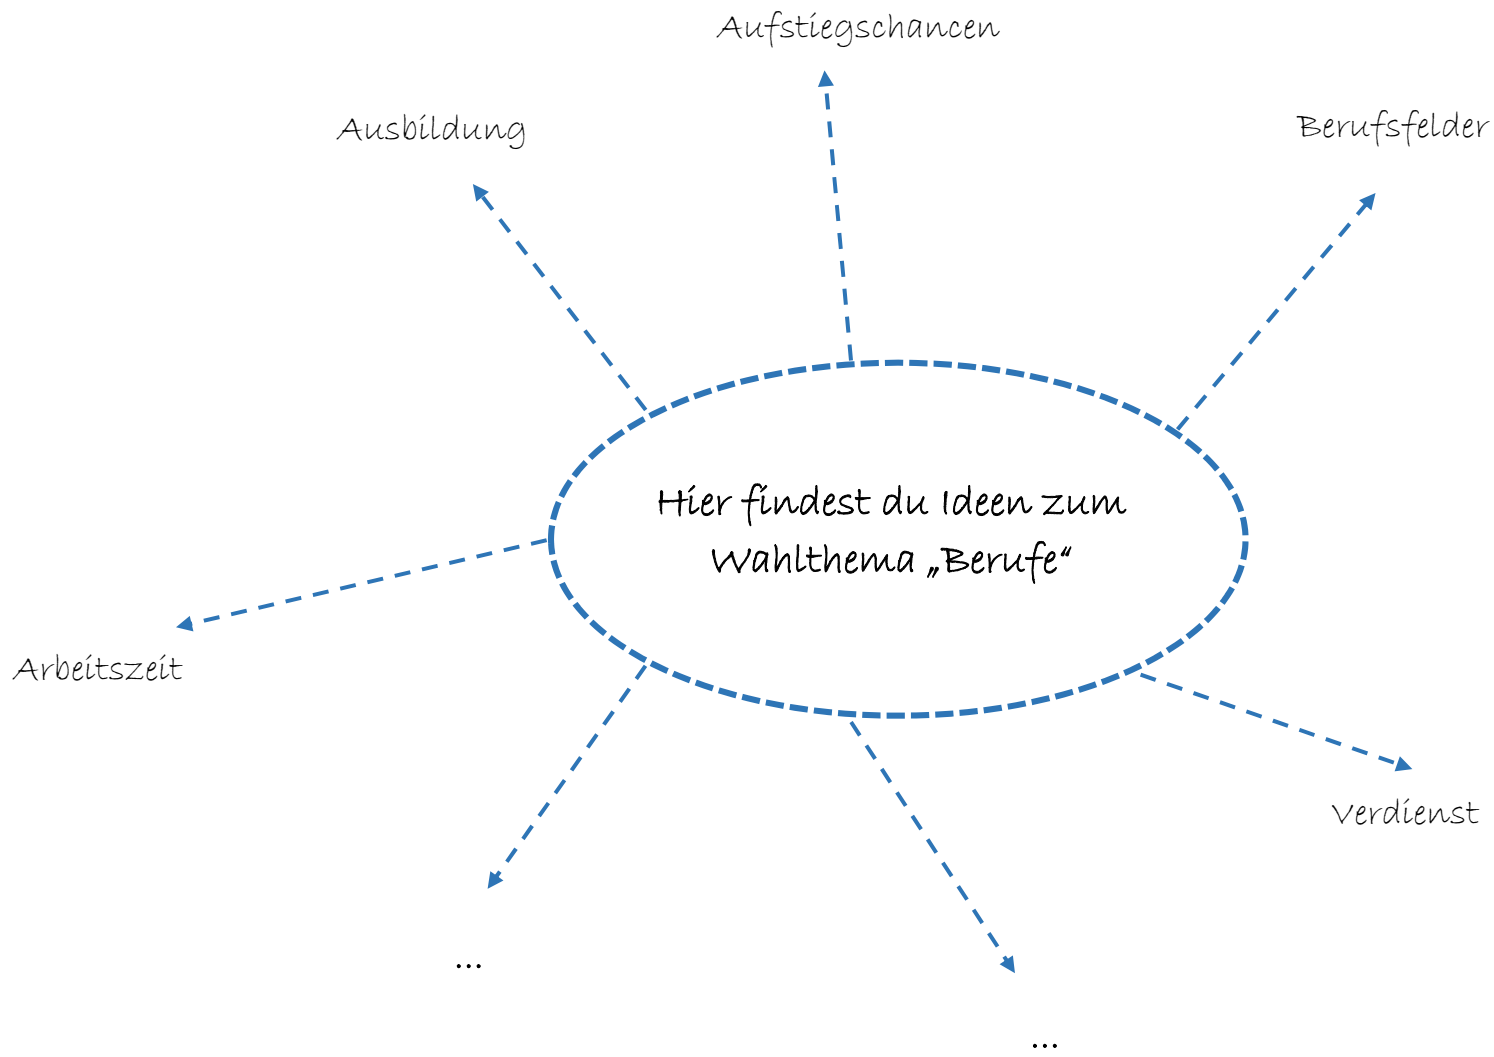 Aufstiegschancen
Ausbildung
Berufsfelder
Hier findest du Ideen zum
Wahlthema „Berufe“
Arbeitszeit
Verdienst
...
...